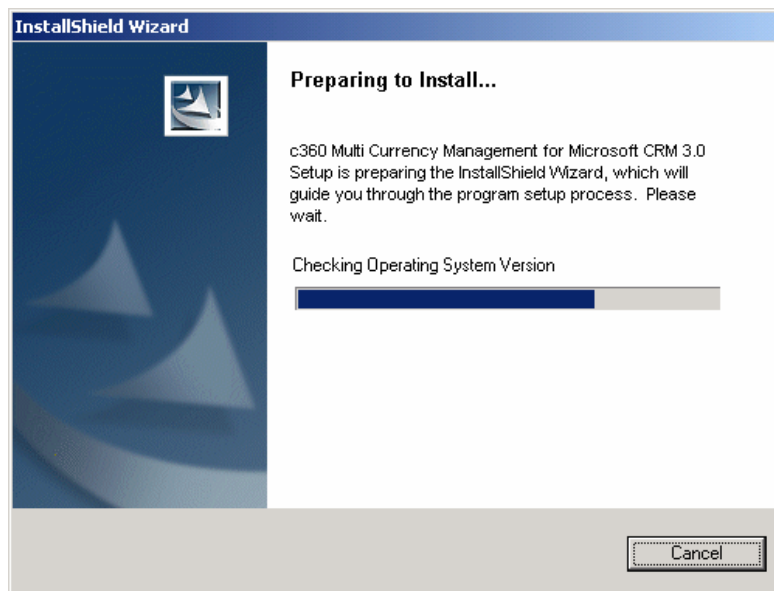 InstallShield Wizard
Preparing to Install...
c360 Multi Currency Management for Microsoft CRM 3.0
Setup is preparing the InstallShield Wizard, which will
guide you through the program setup process. Please
wait.
Checking Operating System Version
Cancel